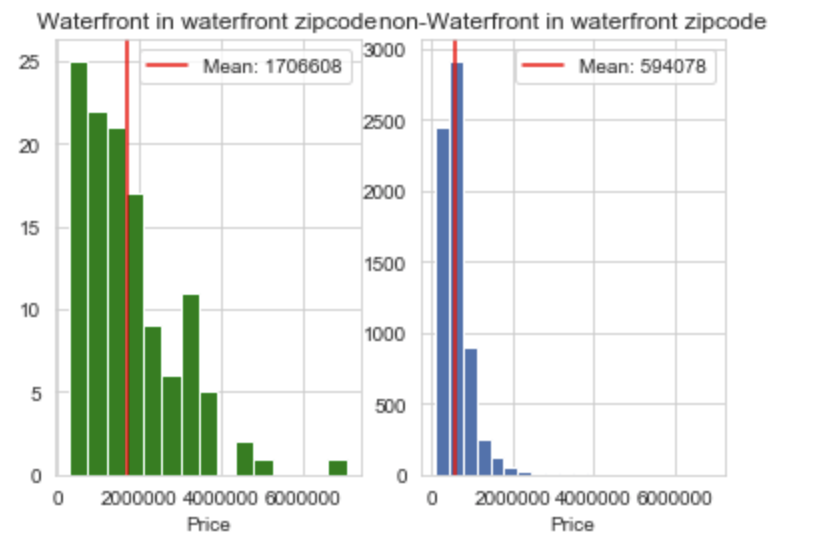 Waterfront in waterfront zipcode
Mean: 1706608
25
20
15
10
5
0
0 2000000 4000000 6000000
Price
non-Waterfront in waterfront zipcode
Mean: 594078
3000
2500
2000
1500
1000
500
0
0 2000000 4000000 6000000
Price